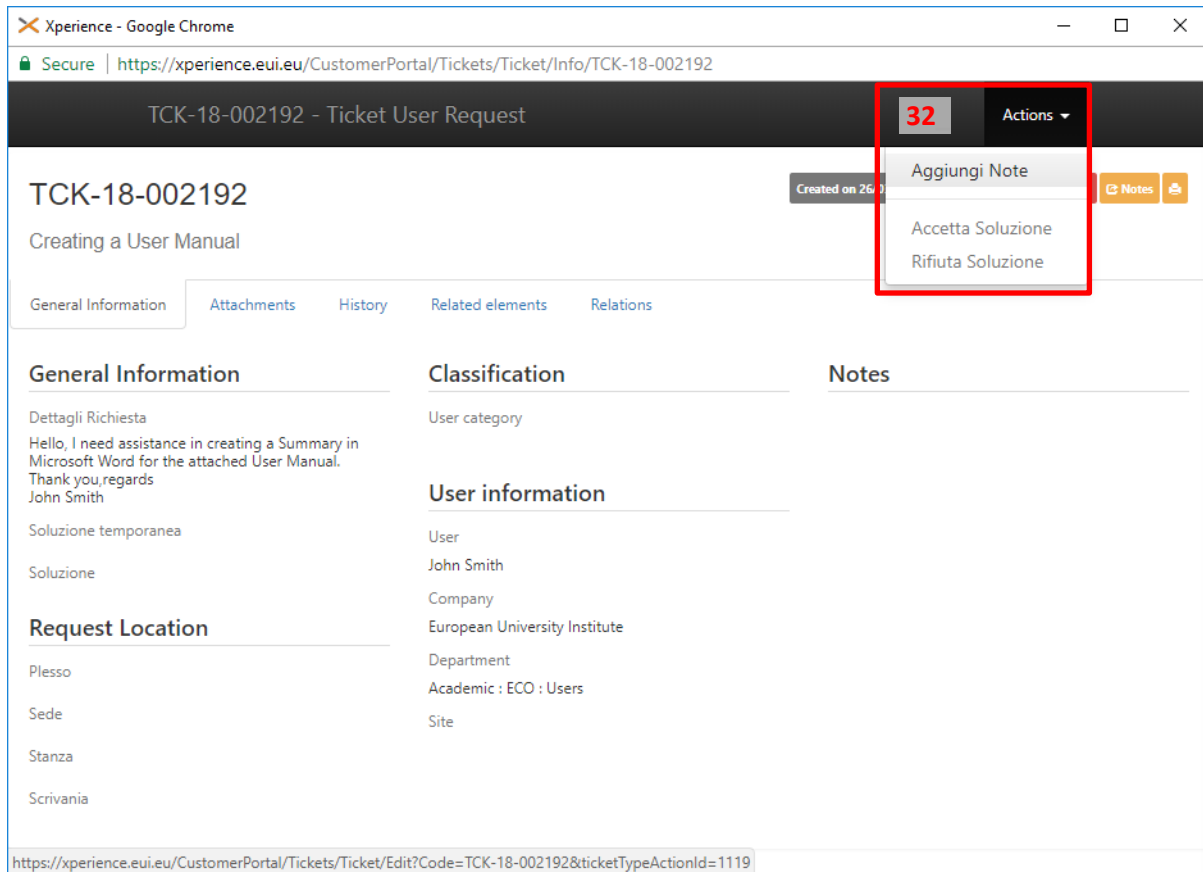 Xperience - Google Chrome
Secure | https://xperience.eui.eu/CustomerPortal/Tickets/Ticket/Info/TCK-18-002192
TCK-18-002192 - Ticket User Request
32
Actions
Aggiungi Note
Accetta Soluzione
Rifiuta Soluzione
TCK-18-002192
Created on 26/0
Notes
Creating a User Manual
General Information Attachments History Related elements Relations
General Information
Dettagli Richiesta
Hello, I need assistance in creating a Summary in
Microsoft Word for the attached User Manual.
Thank you,regards
John Smith
Soluzione temporanea
Soluzione
Request Location
Plesso
Sede
Stanza
Scrivania
Classification
User category
User information
User
John Smith
Company
European University Institute
Department
Academic : ECO : Users
Site
Notes
https://xperience.eui.eu/CustomerPortal/Tickets/Ticket/Edit?Code=TCK-18-002192&ticketTypeActionId=1119